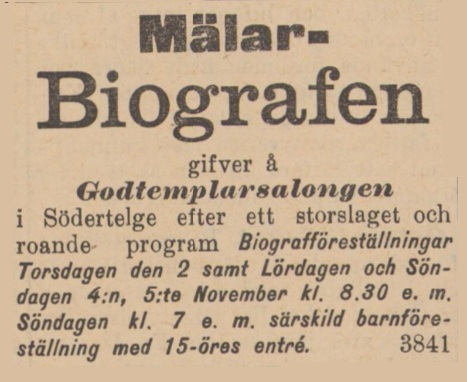 Mälar-
Biografen
gifver å
Godtemplarsalongen
i Södertelge efter ett storslaget och
roande program Biografföreställningar
Torsdagen den 2 samt Lördagen och Sön-
dagen 4:n, 5:te November kl. 8.30 e. m.
Söndagen kl. 7 e. m. särskild barnföre-
ställning med 15-öres entré. 3841